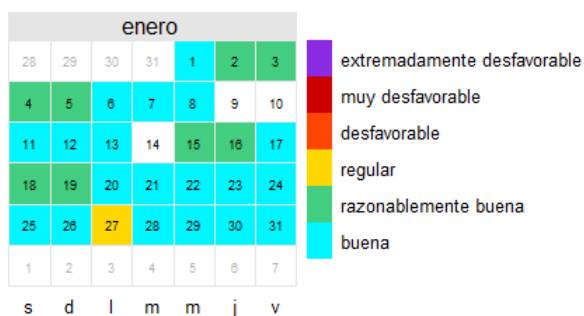 enero
28 29 30 31 1 2 3
4 5 6 7 8 9 10
11 12 13 14 15 16 17
18 19 20 21 22 23 24
25 26 27 28 29 30 31
1 2 3 4 5 6 7
s d l m m j v
extremadamente desfavorable
muy desfavorable
desfavorable
regular
razonablemente buena
buena